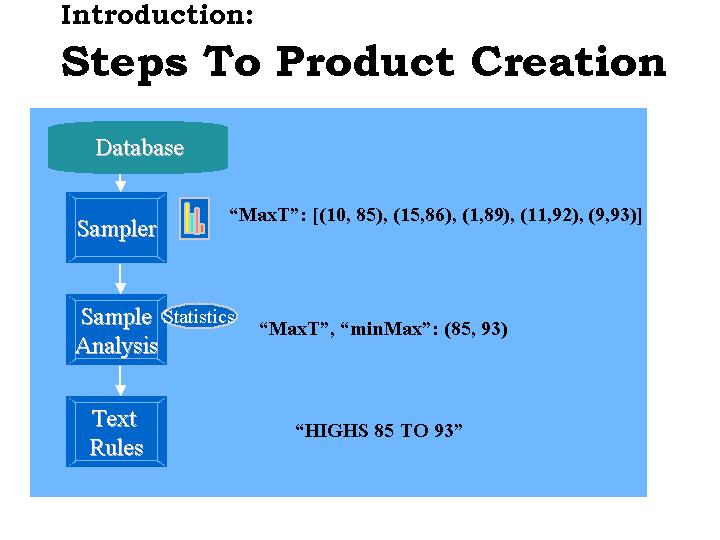 Introduction:
Steps To Product Creation
Database
Sampler
“MaxT”: [(10, 85), (15,86), (1,89), (11,92), (9,93)]
Sample
Analysis
Statistics
“MaxT”, “minMax”: (85, 93)
Text
Rules
“HIGHS 85 TO 93”